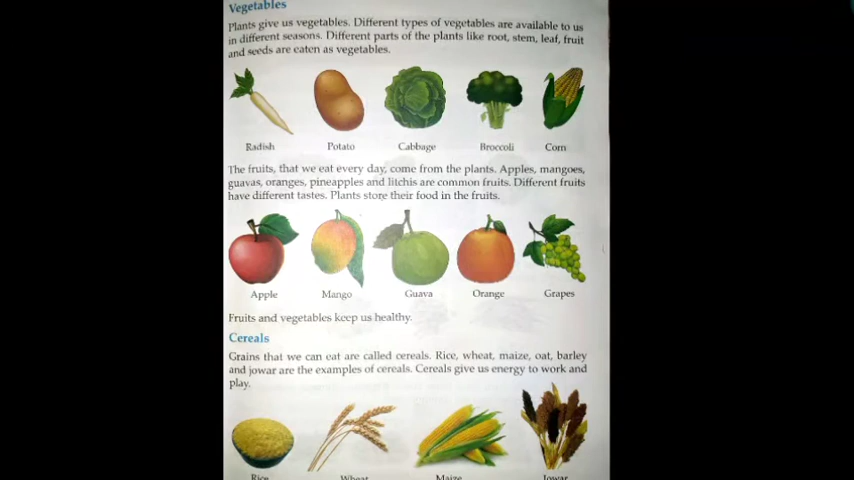 Vegetables
Plants give us vegetables. Different types of vegetables are available to us
in different seasons. Different parts of the plants like root, stem, leaf, fruit
and seeds are eaten as vegetables.
Radish Potato Cabbage Broccoli Corn
The fruits, that we eat every day, come from the plants. Apples, mangoes,
guavas, oranges, pineapples and litchis are common fruits. Different fruits
have different tastes. Plants store their food in the fruits.
Apple Mango Guava Orange Grapes
Fruits and vegetables keep us healthy.
Cereals
Grains that we can eat are called cereals. Rice, wheat, maize, oat, barley
and jowar are the examples of cereals. Cereals give us energy to work and
play.
Rice Wheat Maize Jowar